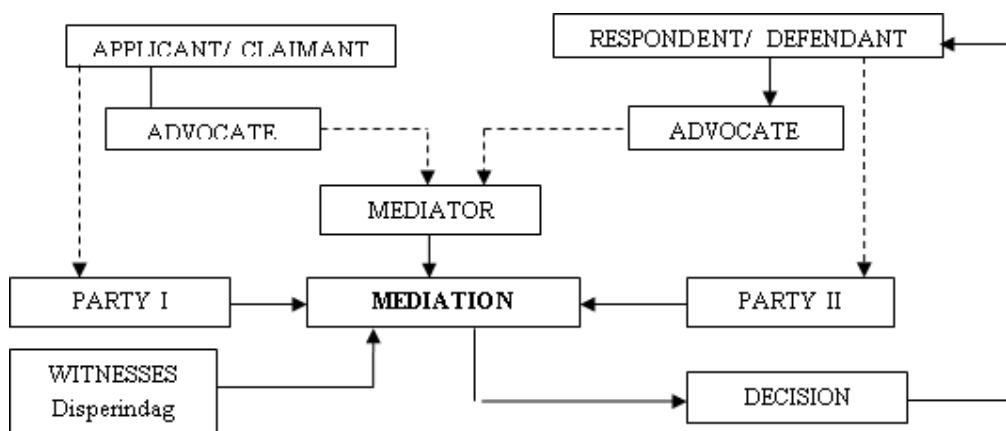 APPLICANT/ CLAIMANT
RESPONDENT/ DEFENDANT
ADVOCATE
ADVOCATE
MEDIATOR
PARTY I
MEDIATION
PARTY II
WITNESSES
Disperindag
DECISION